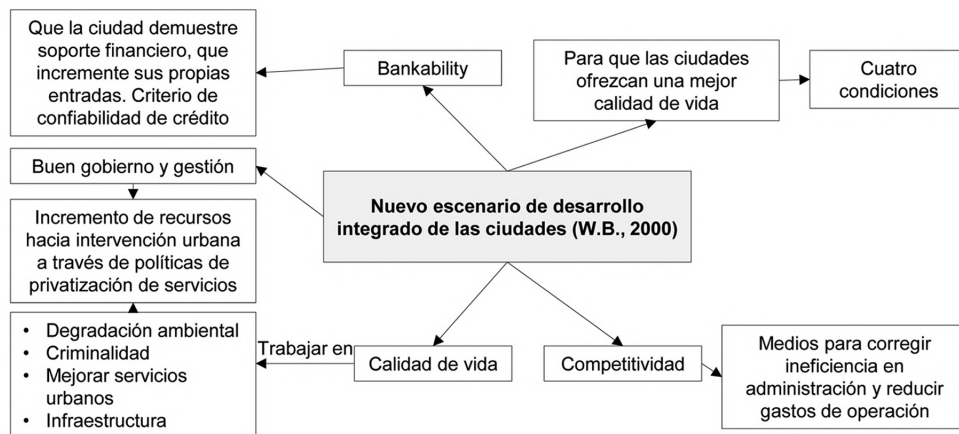 Que la ciudad demuestre
soporte financiero, que
incremente sus propias
entradas. Criterio de
confiabilidad de crédito
Bankability
Para que las ciudades
ofrezcan una mejor
calidad de vida
Cuatro
condiciones
Buen gobierno y gestión
Incremento de recursos
hacia intervención urbana
a través de políticas de
privatización de servicios
Nuevo escenario de desarrollo
integrado de las ciudades (W.B., 2000)
• Degradación ambiental
• Criminalidad
• Mejorar servicios
urbanos
• Infraestructura
Trabajar en
Calidad de vida
Competitividad
Medios para corregir
ineficiencia en
administración y reducir
gastos de operación